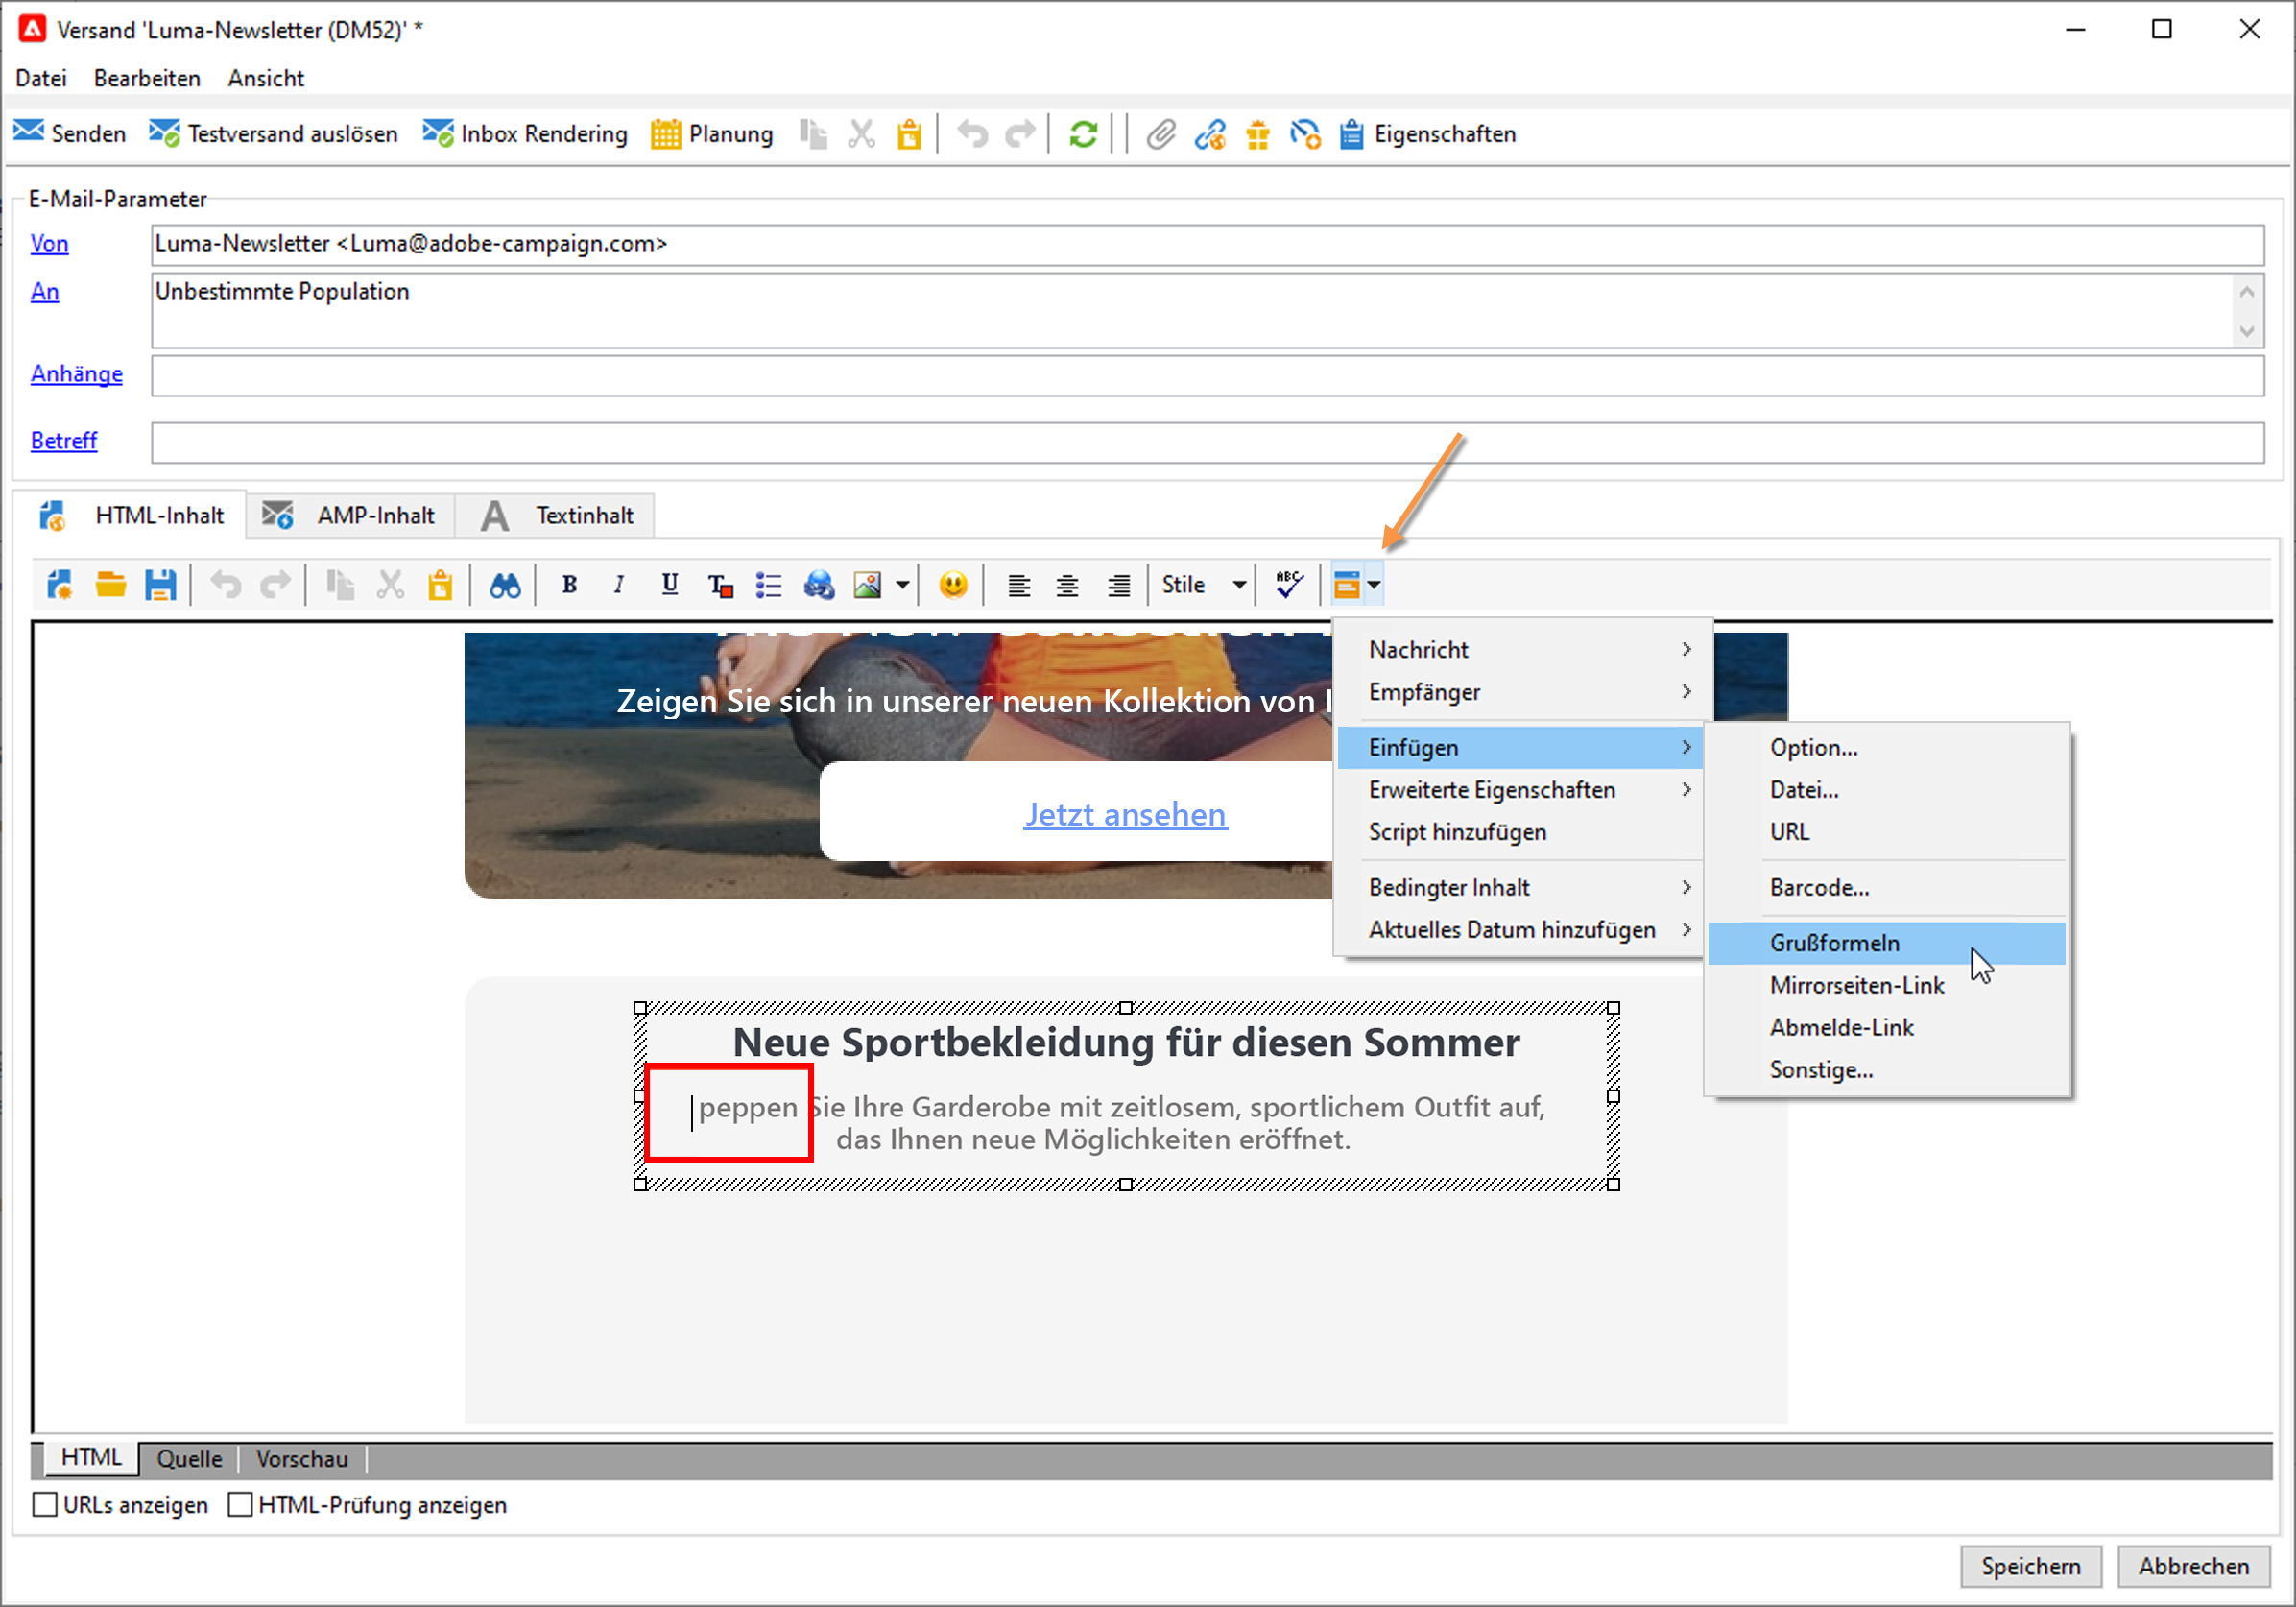 Versand 'Luma-Newsletter (DM52)' *
Datei Bearbeiten Ansicht
Senden Testversand auslösen Inbox Rendering Planung Eigenschaften
E-Mail-Parameter
Von Luma-Newsletter <Luma@adobe-campaign.com>
An Unbestimmte Population
Anhänge
Betreff
HTML-Inhalt AMP-Inhalt Textinhalt
B I U T Stile ABC
Zeigen Sie sich in unserer neuen Kollektion von
Jetzt ansehen
Nachricht
Empfänger
Einfügen
Erweiterte Eigenschaften
Script hinzufügen
Bedingter Inhalt
Aktuelles Datum hinzufügen
Option...
Datei...
URL
Barcode...
Grußformeln
Mirrorseiten-Link
Abmelde-Link
Sonstige...
Neue Sportbekleidung für diesen Sommer
peppen Sie Ihre Garderobe mit zeitlosem, sportlichem Outfit auf,
das Ihnen neue Möglichkeiten eröffnet.
HTML Quelle Vorschau
URLs anzeigen HTML-Prüfung anzeigen
Speichern Abbrechen